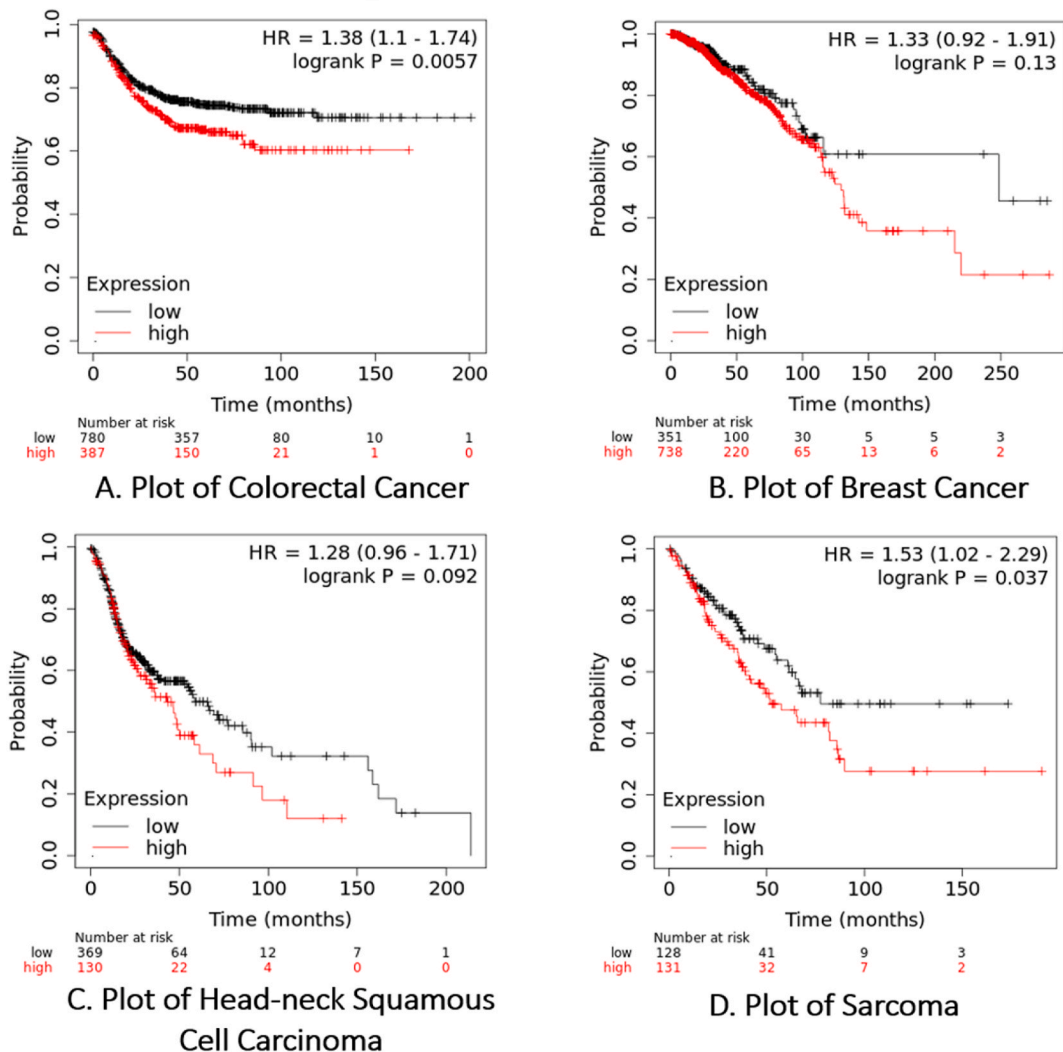 HR = 1.38 (1.1 - 1.74)
logrank P = 0.0057
Probability
0.0 0.2 0.4 0.6 0.8 1.0
Expression
low
high
0 50 100 150 200
Time (months)
Number at risk
low 780 357 80 10 1
high 387 150 21 1 0
A. Plot of Colorectal Cancer
HR = 1.33 (0.92 - 1.91)
logrank P = 0.13
Probability
0.0 0.2 0.4 0.6 0.8 1.0
Expression
low
high
0 50 100 150 200 250
Time (months)
Number at risk
low 351 100 30 5 5 3
high 738 220 65 13 6 2
B. Plot of Breast Cancer
HR = 1.28 (0.96 - 1.71)
logrank P = 0.092
Probability
0.0 0.2 0.4 0.6 0.8 1.0
Expression
low
high
0 50 100 150 200
Time (months)
Number at risk
low 369 64 12 7 1
high 130 22 4 0 0
C. Plot of Head-neck Squamous
Cell Carcinoma
HR = 1.53 (1.02 - 2.29)
logrank P = 0.037
Probability
0.0 0.2 0.4 0.6 0.8 1.0
Expression
low
high
0 50 100 150
Time (months)
Number at risk
low 128 41 9 3
high 131 32 7 2
D. Plot of Sarcoma